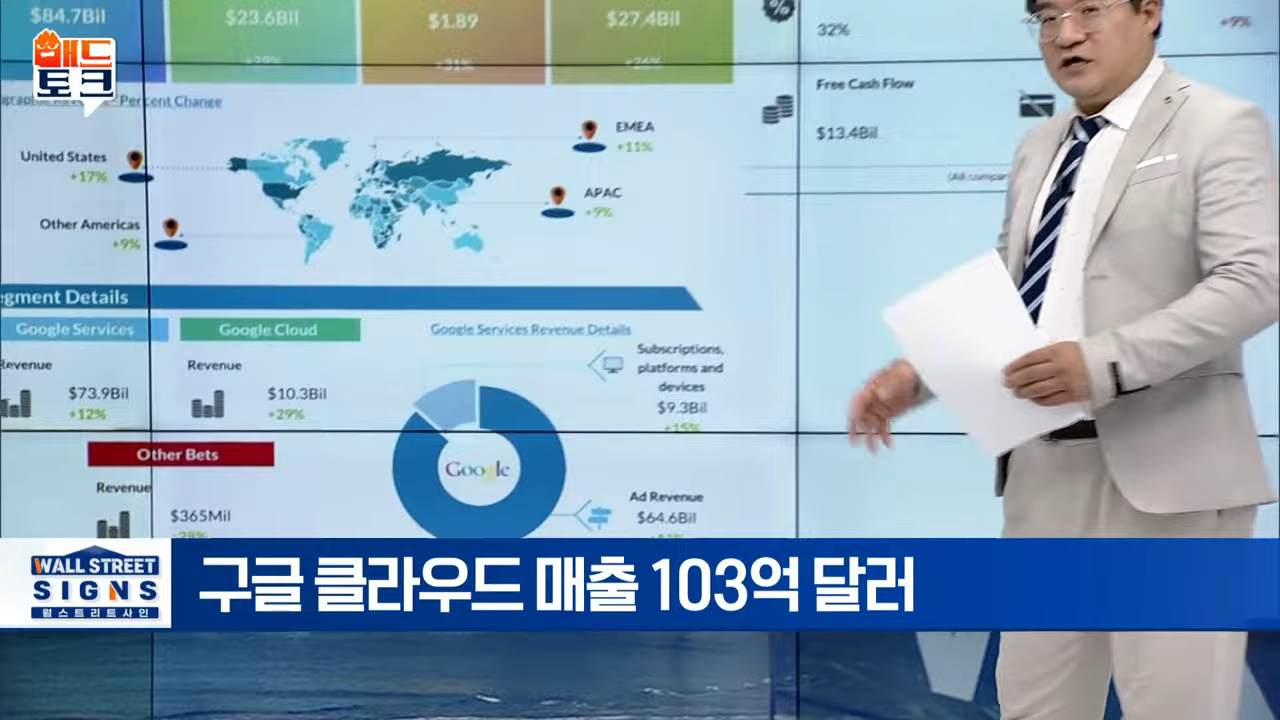 $84.7Bil
$23.6Bil
+29%
$1.89
+31%
$27.4Bil
+26%
32%
+9%
매드
토크
Percent Change
Free Cash Flow
$13.4Bil
EMEA
+11%
United States
+17%
APAC
+9%
Other Americas
+9%
egment Details
Google Services
Google Cloud
Google Services Revenue Details
Revenue
$73.9Bil
+12%
Revenue
$10.3Bil
+29%
Subscriptions,
platforms and
devices
$9.3Bil
+15%
Other Bets
Revenue
$365Mil
Google
Ad Revenue
$64.6Bil
WALL STREET
SIGNS
월스트리트사인
구글 클라우드 매출 103억 달러